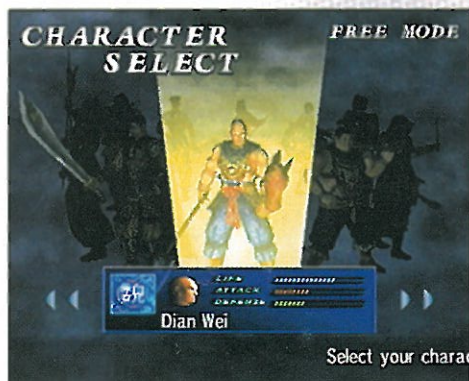 CHARACTER
SELECT
FREE MODE
LIFE
ATTACK
DEFENSE
Dian Wei
Select your charac